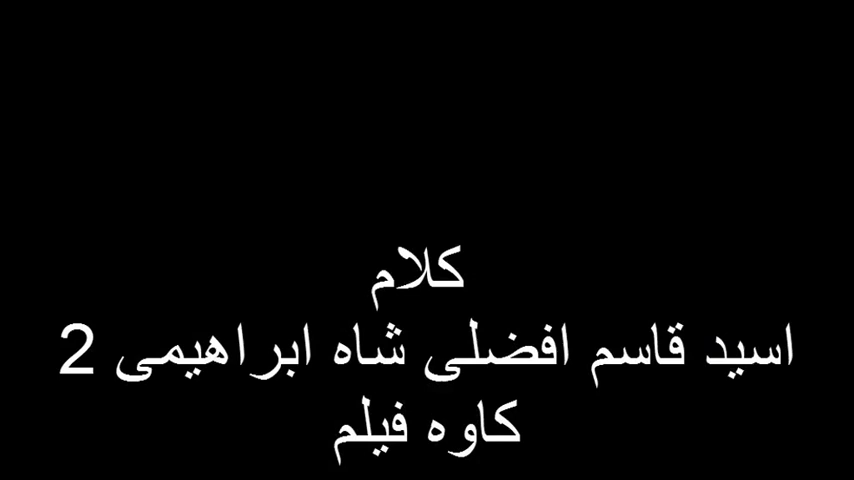 کلام
اسید قاسم افضلی شاه ابراهیمی 2
کاوه فیلم